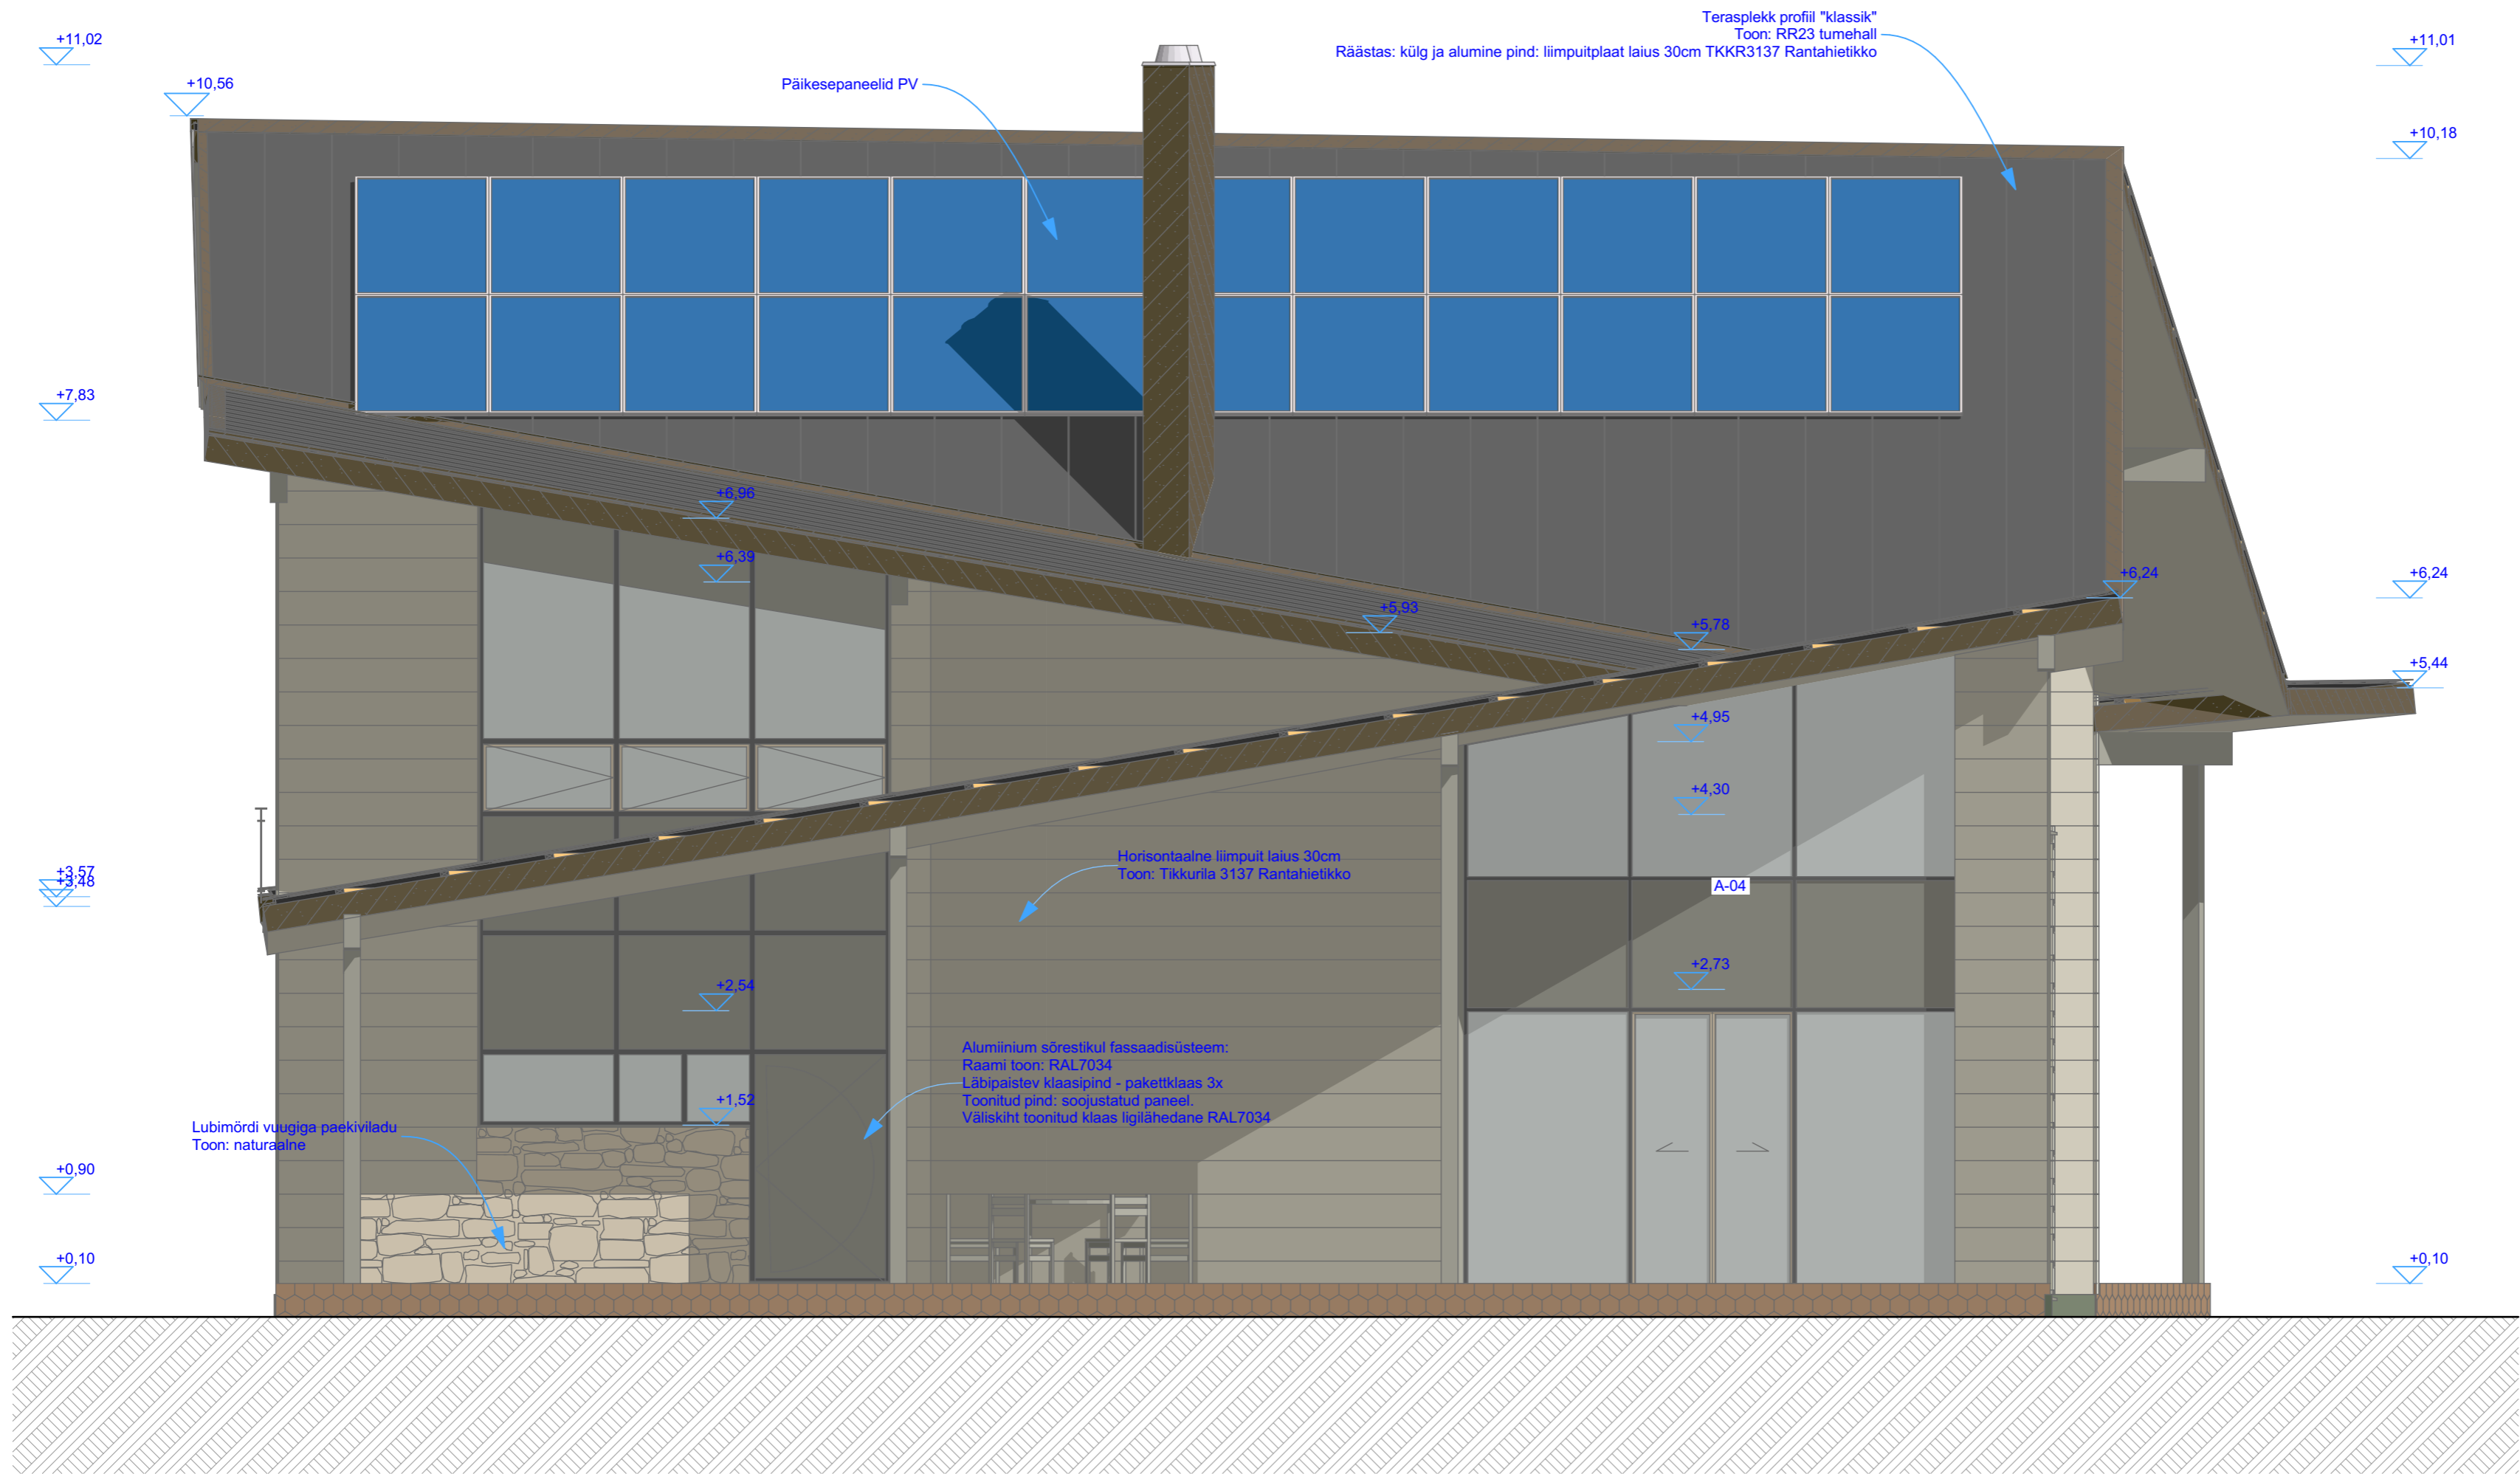 Terasplekk profiil "klassik"
Toon: RR23 tumehall
Räästas: külg ja alumine pind: liimpuitplaat laius 30cm TKKR3137 Rantahietikko
+11,02
+11,01
+10,56
Päikesepaneelid PV
+10,18
+7,83
+6,96
+6,39
+6,24
+6,24
+5,93
+5,78
+5,44
+4,95
+4,30
Horisontaalne liimpuit laius 30cm
Toon: Tikkurila 3137 Rantahietikko
+3,57
+3,48
A-04
+2,73
+2,54
Alumiinium sõrestikul fassaadisüsteem:
Raami toon: RAL7034
Läbipaistev klaasipind - pakettklaas 3x
Toonitud pind: soojustatud paneel.
Väliskiht toonitud klaas ligilähedane RAL7034
+1,52
Lubimördi vuugiga paekiviladu
Toon: naturaalne
+0,90
+0,10
+0,10